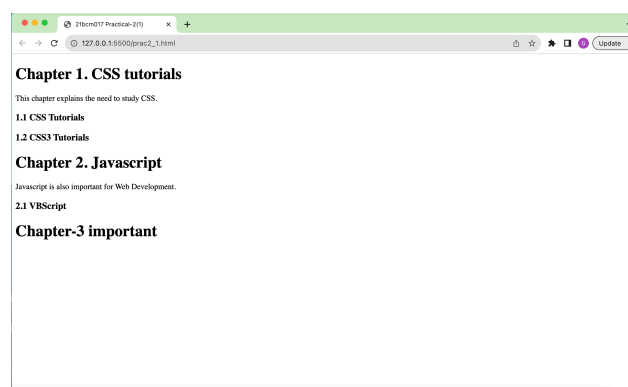 21bcm017 Practical-2(1)
127.0.0.1:5500/prac2_1.html
G
Update
Chapter 1. CSS tutorials
This chapter explains the need to study CSS.
1.1 CSS Tutorials
1.2 CSS3 Tutorials
Chapter 2. Javascript
Javascript is also important for Web Development.
2.1 VBScript
Chapter-3 important